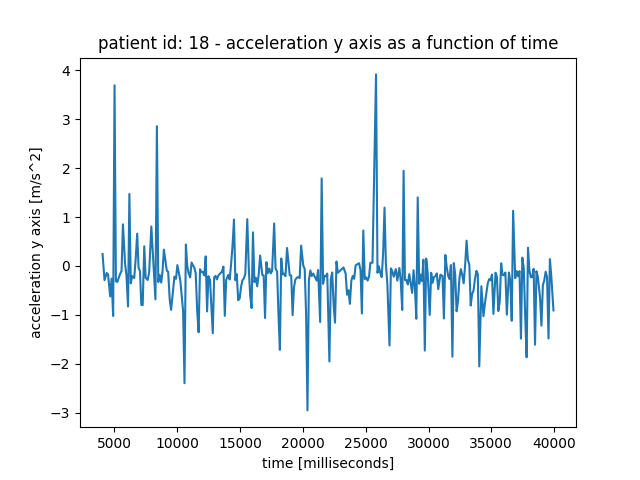 patient id: 18 - acceleration y axis as a function of time
acceleration y axis [m/s^2]
4
3
2
1
0
−1
−2
−3
5000 10000 15000 20000 25000 30000 35000 40000
time [milliseconds]